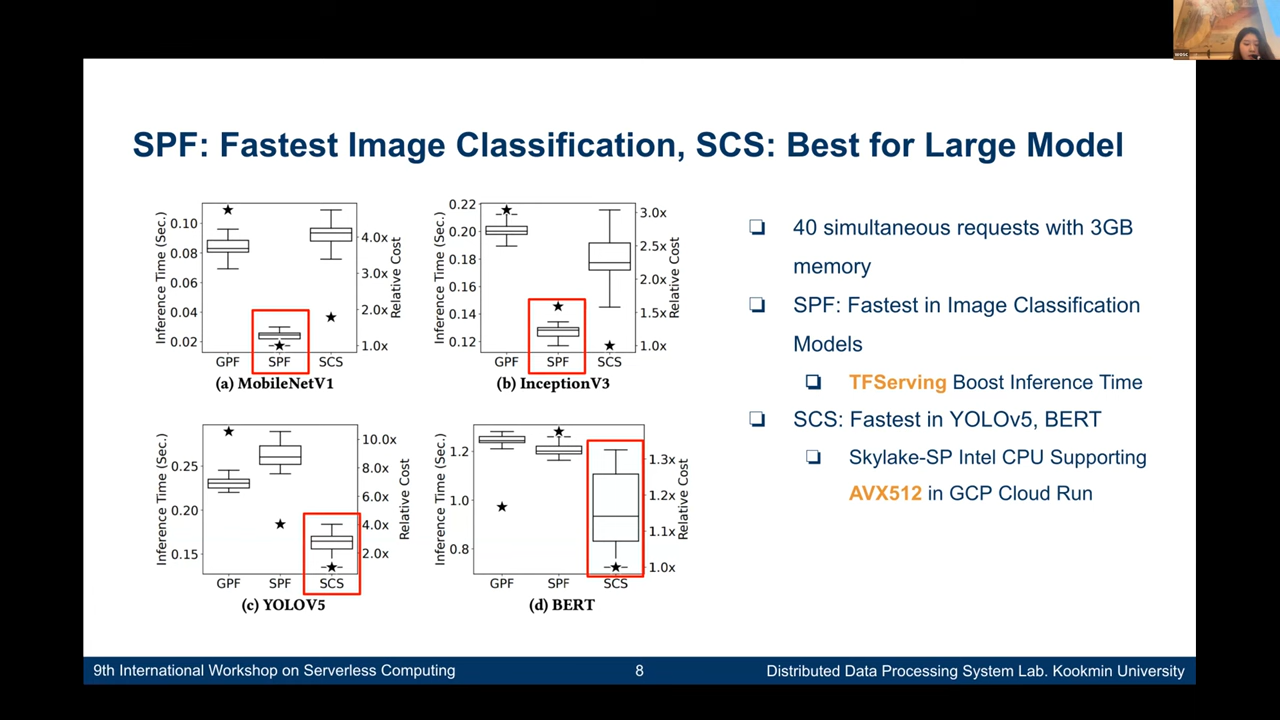 SPF: Fastest Image Classification, SCS: Best for Large Model
Inference Time (Sec.)
0.10
0.08
0.06
0.04
0.02
4.0x
3.0x
2.0x
1.0x
Relative Cost
GPF SPF SCS
(a) MobileNetV1
Inference Time (Sec.)
0.22
0.20
0.18
0.16
0.14
0.12
3.0x
2.5x
2.0x
1.5x
1.0x
Relative Cost
GPF SPF SCS
(b) InceptionV3
Inference Time (Sec.)
0.25
0.20
0.15
10.0x
8.0x
6.0x
4.0x
2.0x
Relative Cost
GPF SPF SCS
(c) YOLOV5
Inference Time (Sec.)
1.2
1.0
0.8
1.3x
1.2x
1.1x
1.0x
Relative Cost
GPF SPF SCS
(d) BERT
40 simultaneous requests with 3GB
memory
SPF: Fastest in Image Classification
Models
TFServing Boost Inference Time
SCS: Fastest in YOLOv5, BERT
Skylake-SP Intel CPU Supporting
AVX512 in GCP Cloud Run
9th International Workshop on Serverless Computing
8
Distributed Data Processing System Lab. Kookmin University